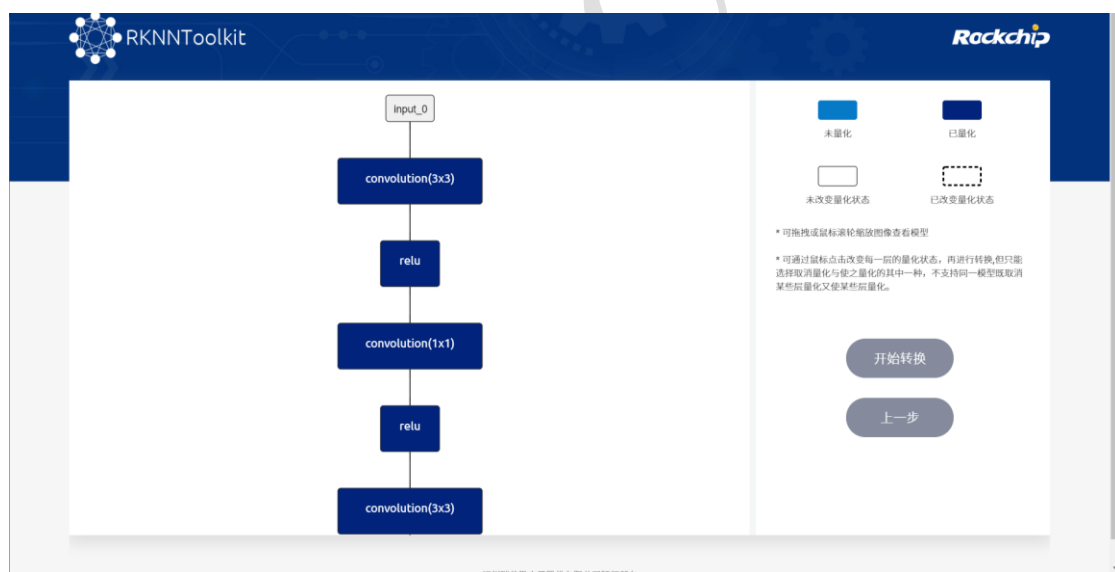 RKNNToolkit
Rockchip
input_0
convolution(3x3)
relu
convolution(1x1)
relu
convolution(3x3)
未量化
已量化
未改变量化状态
已改变量化状态
* 可拖拽或鼠标滚轮缩放图像查看模型
* 可通过鼠标点击改变每一层的量化状态，再进行转换,但只能
选择取消量化与使之量化的其中一种，不支持同一模型既取消
某些层量化又使某些层量化。
开始转换
上一步